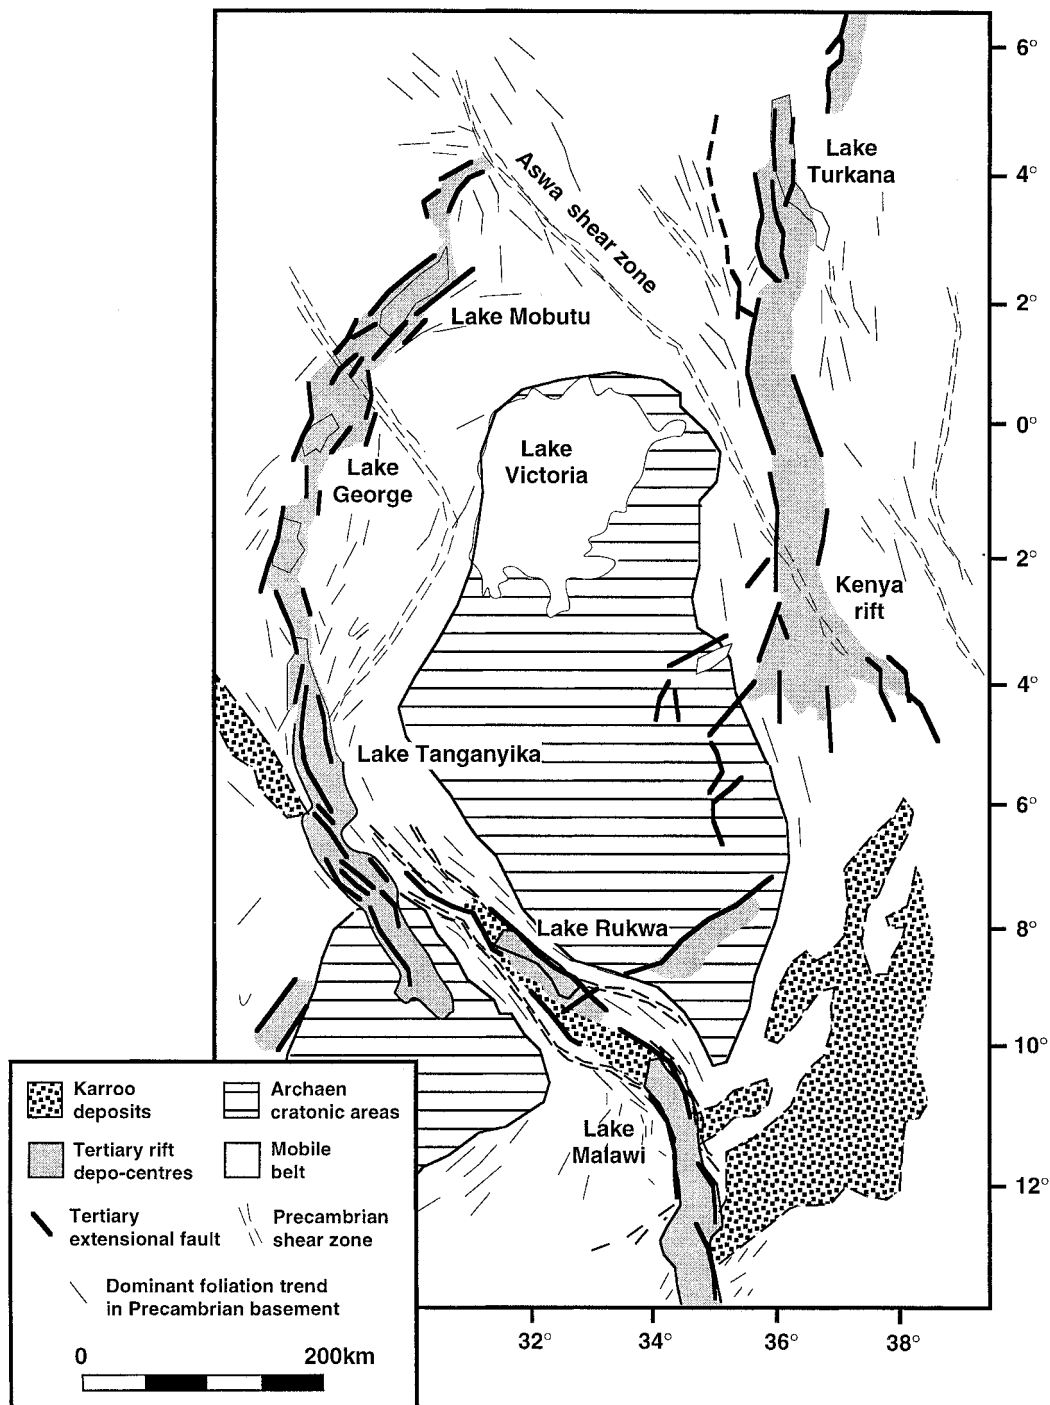 6°
Lake
Turkana
4°
Aswa shear zone
2°
Lake Mobutu
0°
Lake
Victoria
Lake
George
2°
Kenya
rift
4°
Lake Tanganyika
6°
Lake Rukwa
8°
10°
Lake
Malawi
12°
32°
34°
36°
38°
Karroo
deposits
Archaen
cratonic areas
Tertiary rift
depo-centres
Mobile
belt
Tertiary
extensional fault
Precambrian
shear zone
Dominant foliation trend
in Precambrian basement
0
200km